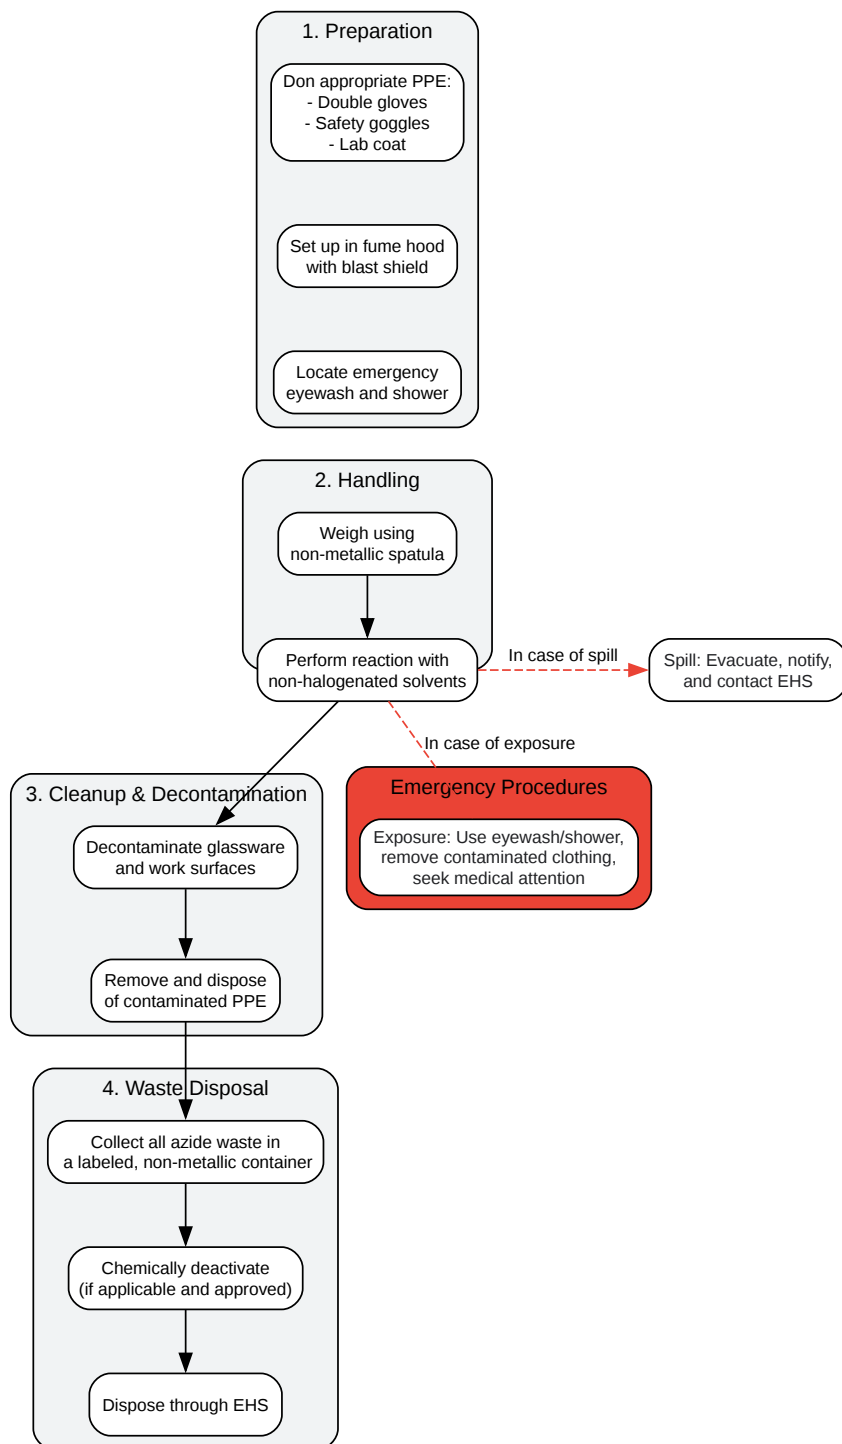 1. Preparation
Don appropriate PPE:
- Double gloves
- Safety goggles
- Lab coat
Set up in fume hood
with blast shield
Locate emergency
eyewash and shower
2. Handling
Weigh using
non-metallic spatula
Perform reaction with
non-halogenated solvents
In case of spill
Spill: Evacuate, notify,
and contact EHS
In case of exposure
Emergency Procedures
Exposure: Use eyewash/shower,
remove contaminated clothing,
seek medical attention
3. Cleanup & Decontamination
Decontaminate glassware
and work surfaces
Remove and dispose
of contaminated PPE
4. Waste Disposal
Collect all azide waste in
a labeled, non-metallic container
Chemically deactivate
(if applicable and approved)
Dispose through EHS